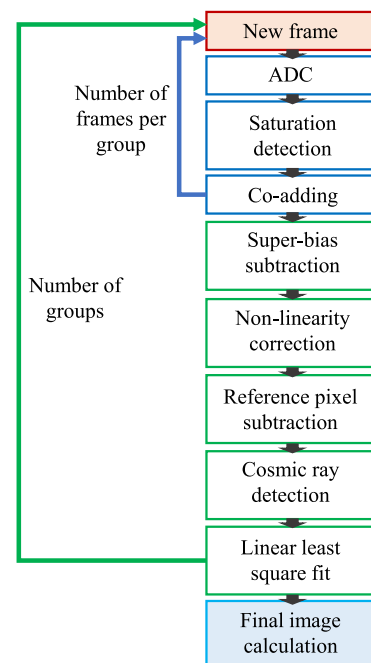 New frame
ADC
Number of
frames per
group
Saturation
detection
Co-adding
Super-bias
subtraction
Number of
groups
Non-linearity
correction
Reference pixel
subtraction
Cosmic ray
detection
Linear least
square fit
Final image
calculation